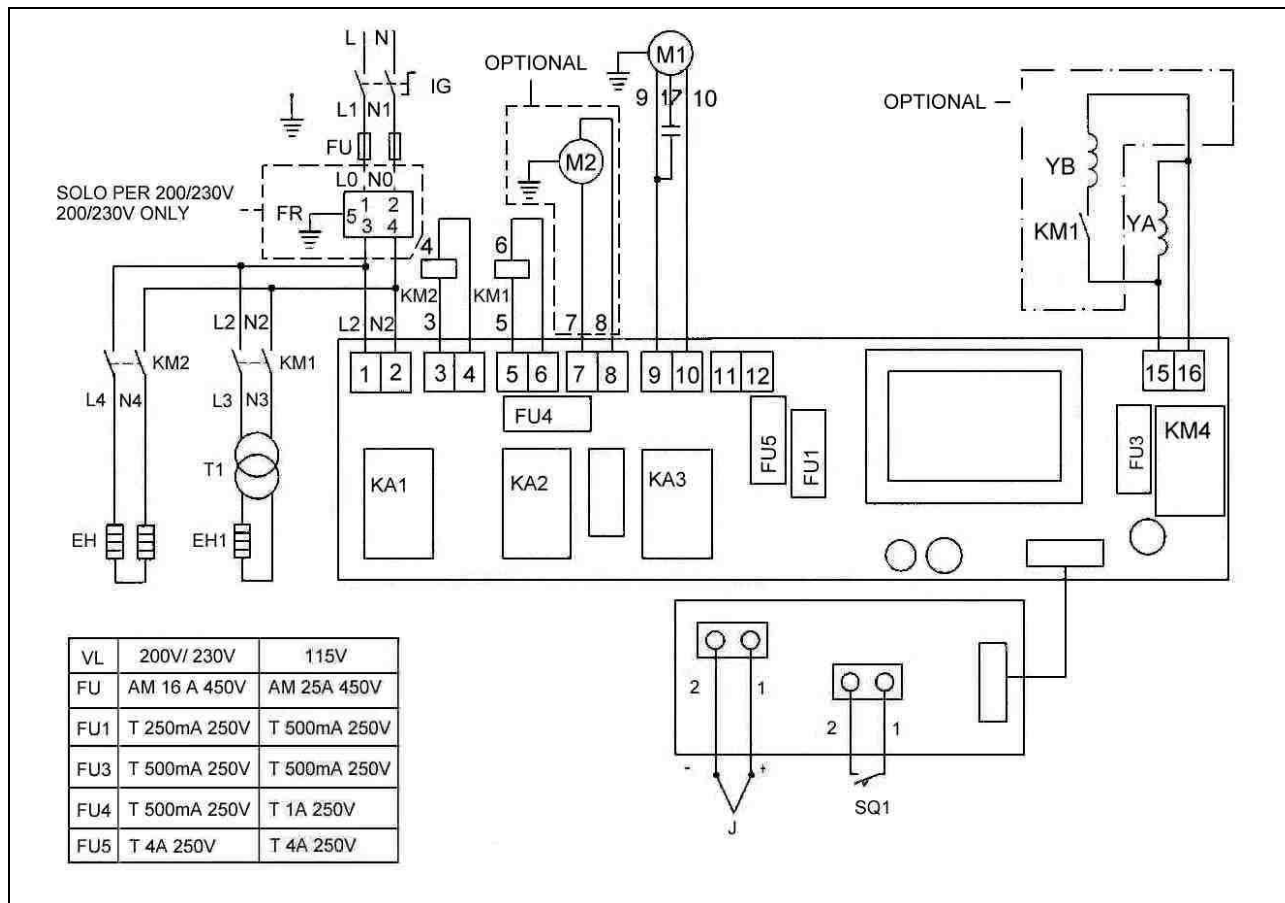 L N
IG
L1 N1
FU
L0 N0
SOLO PER 200/230V
200/230V ONLY
FR
1 2
5
3 4
OPTIONAL
M2
M1
9 17 10
OPTIONAL
YB
KM1
YA
4
KM2
3
6
KM1
5
7 8
L2 N2
L2 N2
KM2
KM1
L4 N4
L3 N3
T1
EH
EH1
1 2 3 4 5 6 7 8 9 10 11 12 15 16
FU4
FU5
FU1
FU3
KM4
KA1
KA2
KA3
2 1
2 1
- +
J
SQ1
VL 200V/ 230V 115V
FU AM 16 A 450V AM 25A 450V
FU1 T 250mA 250V T 500mA 250V
FU3 T 500mA 250V T 500mA 250V
FU4 T 500mA 250V T 1A 250V
FU5 T 4A 250V T 4A 250V